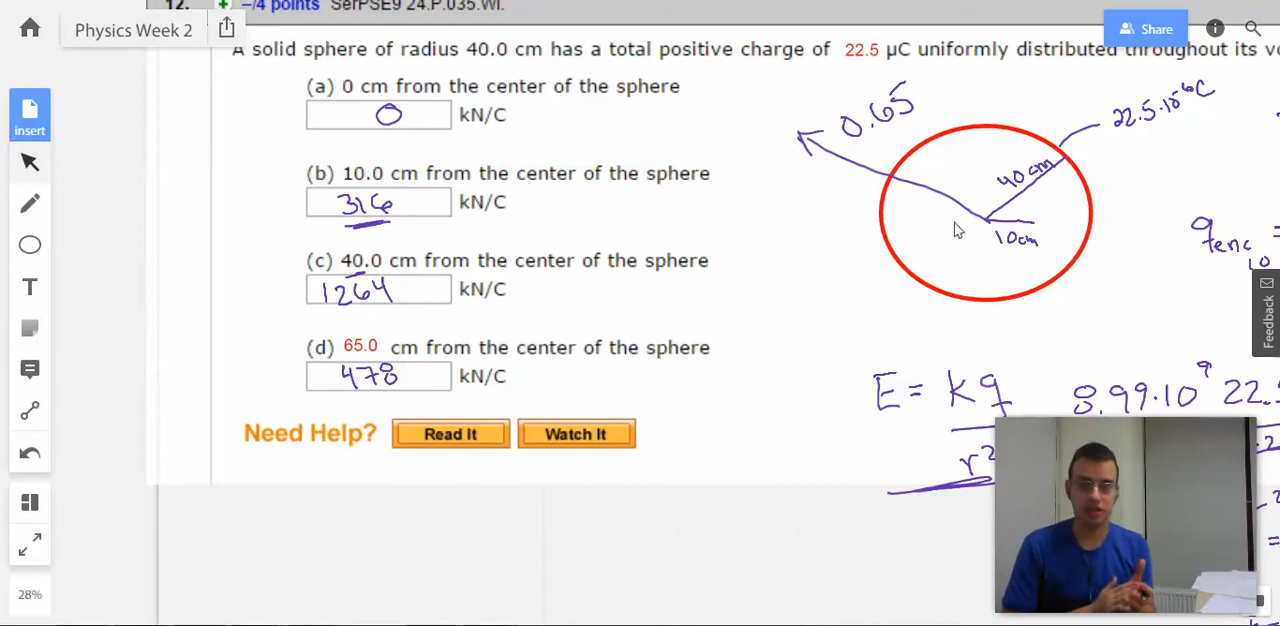 12. + –/4 points SerPSE9 24.P.035.WI.
Physics Week 2
Share
A solid sphere of radius 40.0 cm has a total positive charge of 22.5 µC uniformly distributed throughout its
(a) 0 cm from the center of the sphere
0 kN/C
insert
(b) 10.0 cm from the center of the sphere
316 kN/C
(c) 40.0 cm from the center of the sphere
1264 kN/C
(d) 65.0 cm from the center of the sphere
478 kN/C
Need Help? Read It Watch It
0.65
22.5·10⁻⁶C
40cm
10cm
qenc =
10
Feedback
E = kq
r²
8.99·10⁹ 22.5
28%